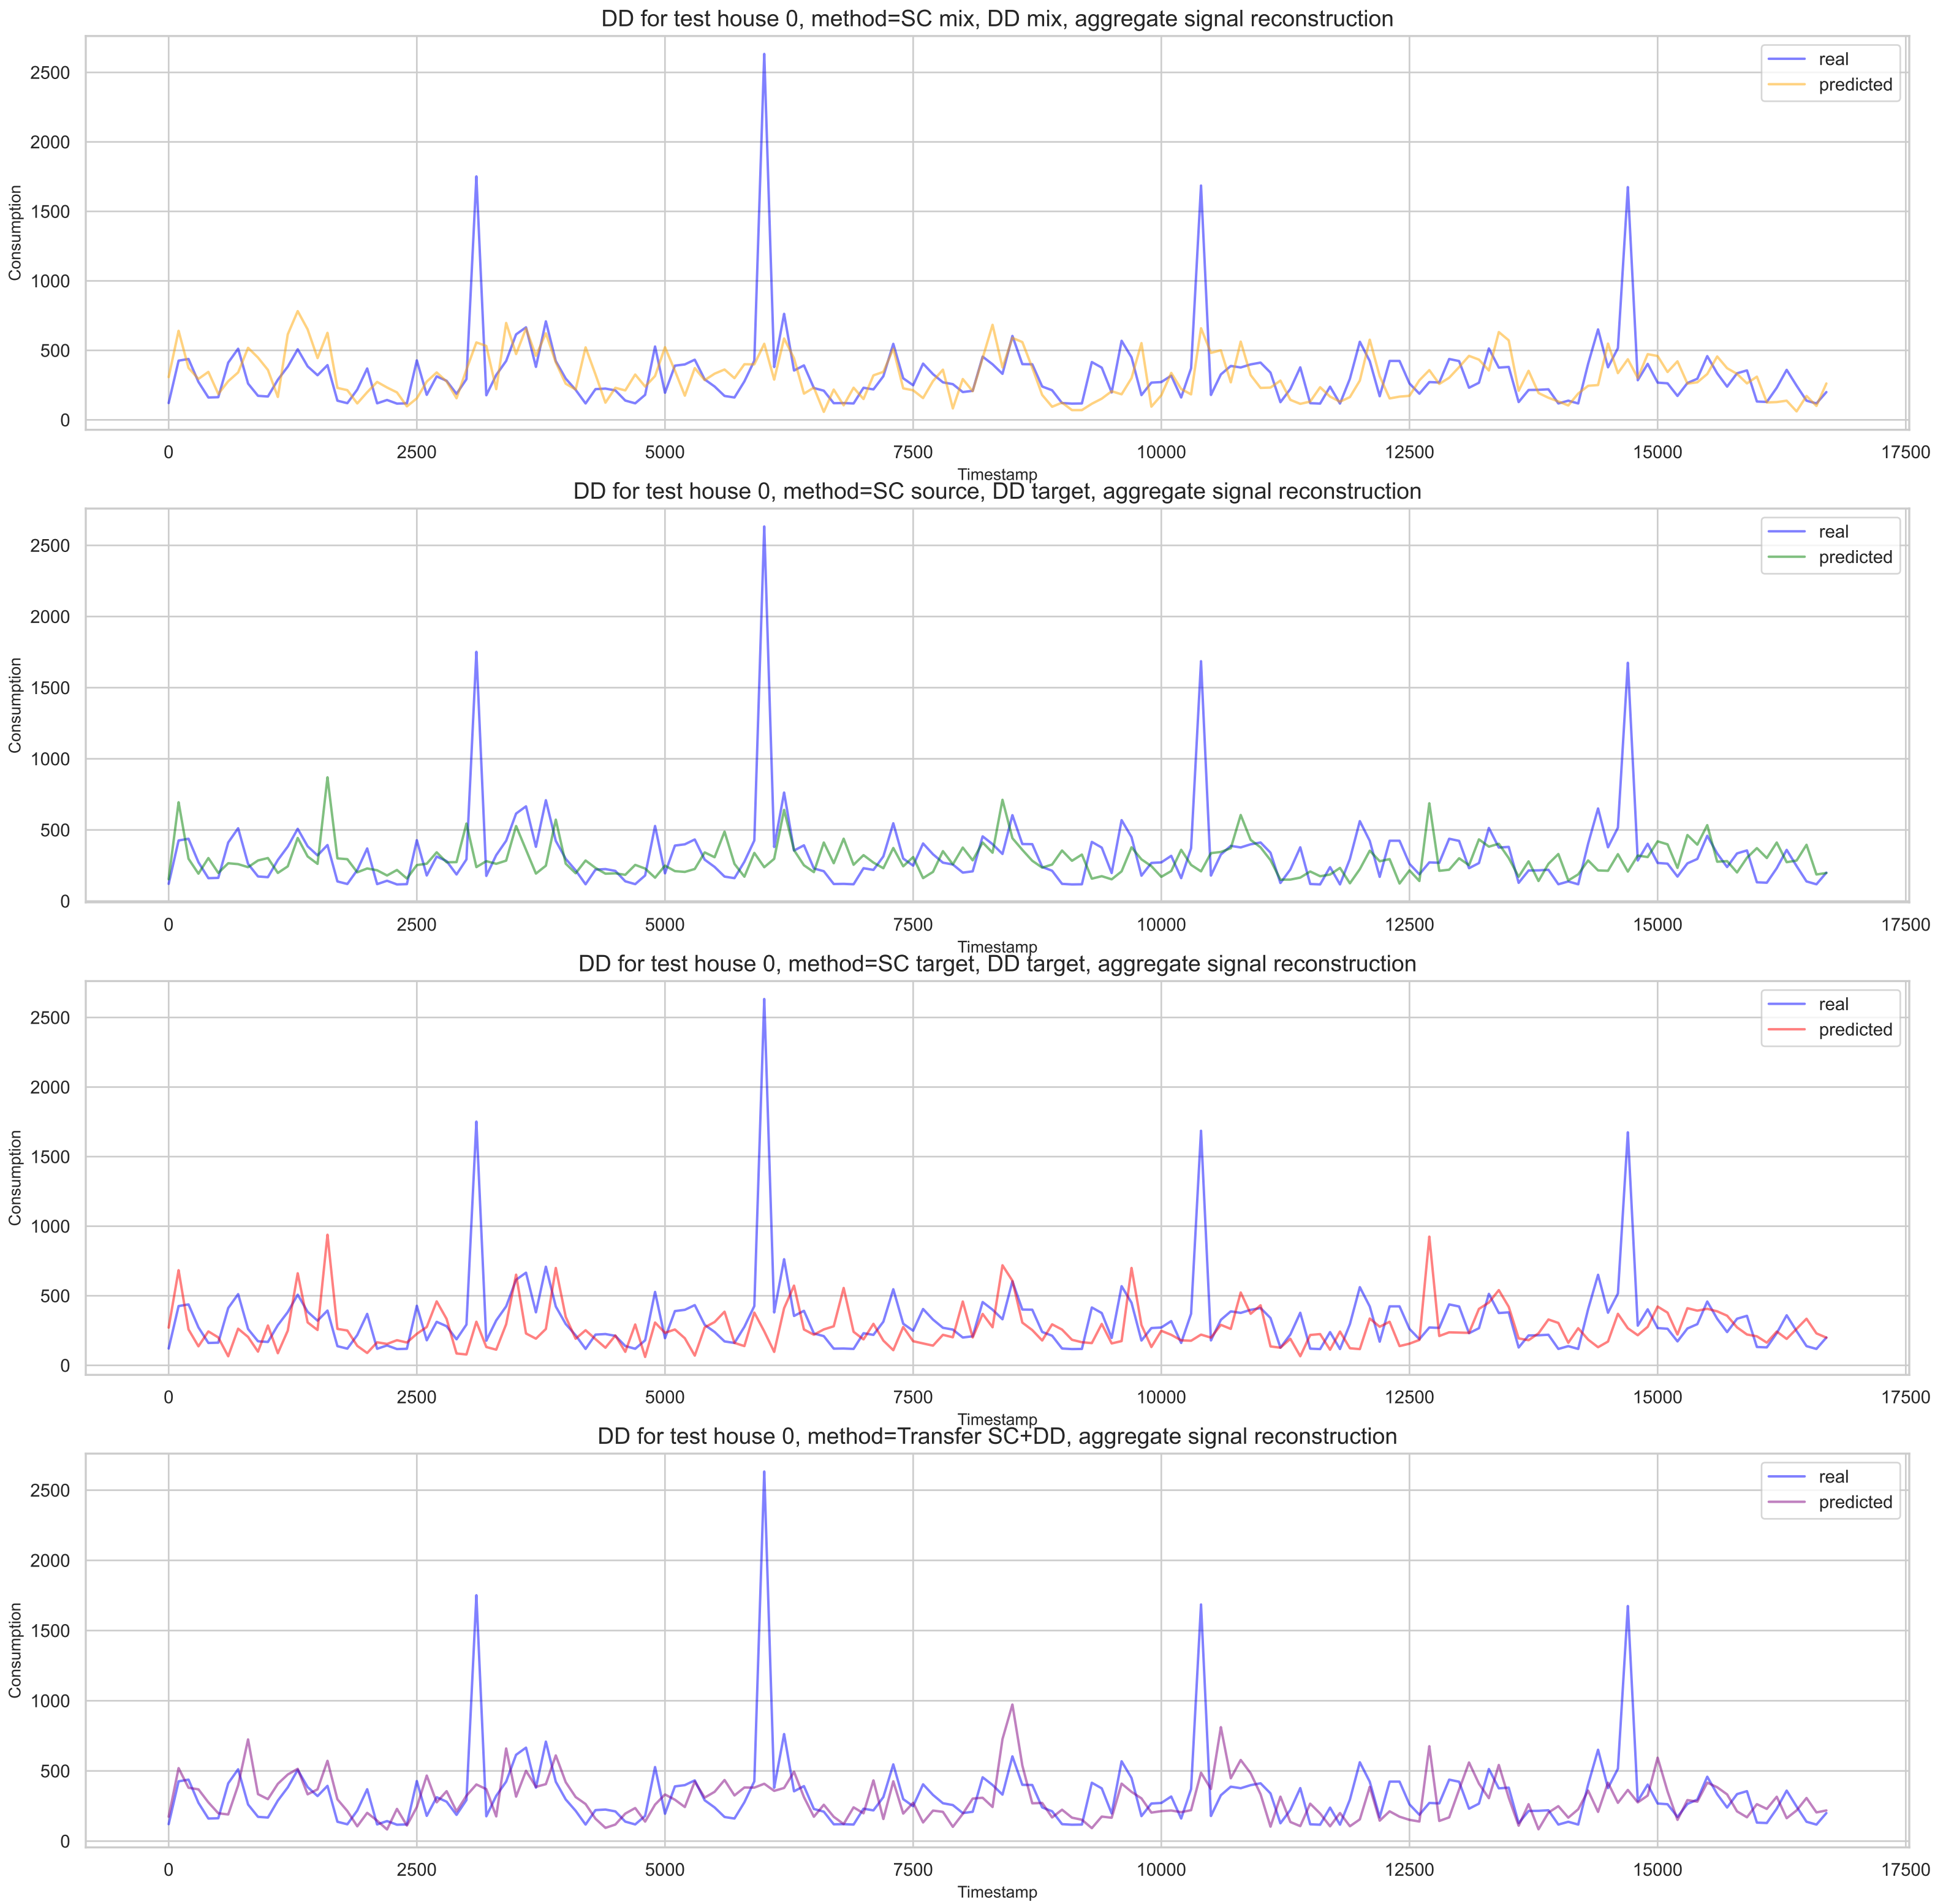 DD for test house 0, method=SC mix, DD mix, aggregate signal reconstruction
real
predicted
2500
2000
1500
1000
500
0
Consumption
0 2500 5000 7500 10000 12500 15000 17500
Timestamp
DD for test house 0, method=SC source, DD target, aggregate signal reconstruction
real
predicted
2500
2000
1500
1000
500
0
Consumption
0 2500 5000 7500 10000 12500 15000 17500
Timestamp
DD for test house 0, method=SC target, DD target, aggregate signal reconstruction
real
predicted
2500
2000
1500
1000
500
0
Consumption
0 2500 5000 7500 10000 12500 15000 17500
Timestamp
DD for test house 0, method=Transfer SC+DD, aggregate signal reconstruction
real
predicted
2500
2000
1500
1000
500
0
Consumption
0 2500 5000 7500 10000 12500 15000 17500
Timestamp